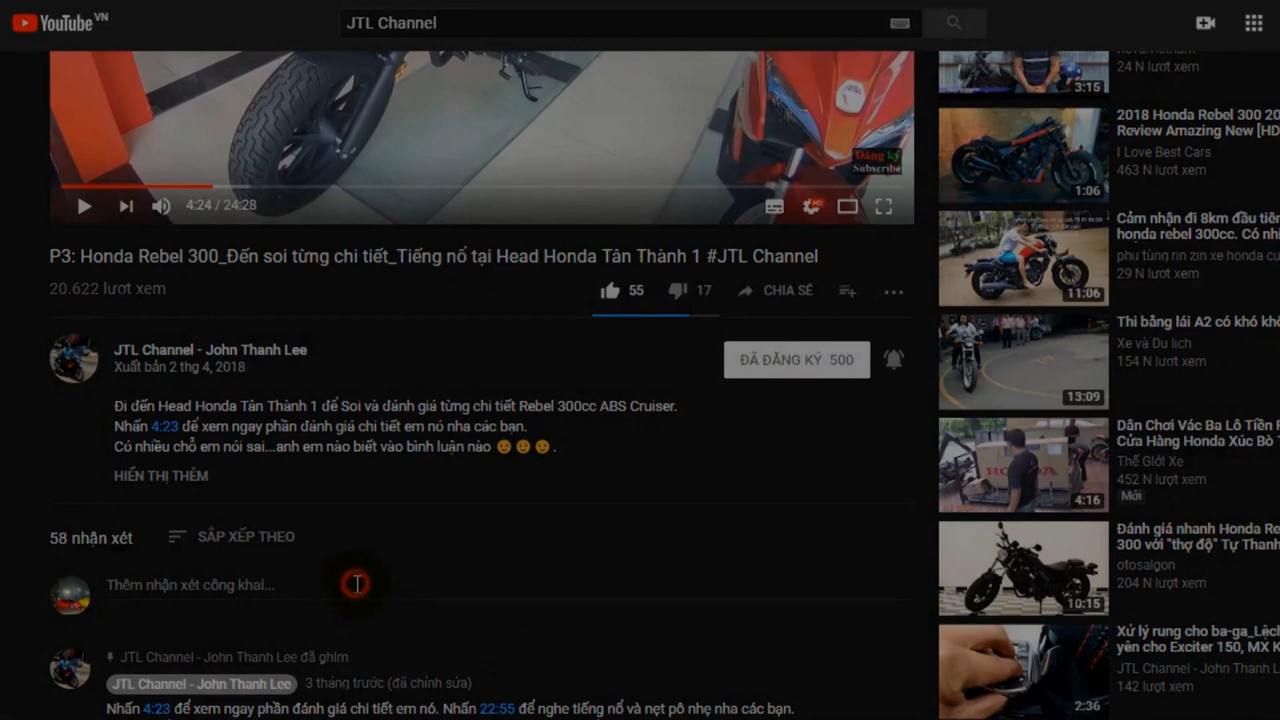 YouTube VN
JTL Channel
Đăng ký
Subscribe
4:24 / 24:28
HD
P3: Honda Rebel 300_Đến soi từng chi tiết_Tiếng nổ tại Head Honda Tân Thành 1 #JTL Channel
20.622 lượt xem
55
17
CHIA SẺ
JTL Channel - John Thanh Lee
Xuất bản 2 thg 4, 2018
ĐÃ ĐĂNG KÝ 500
Đi đến Head Honda Tân Thành 1 để Soi và đánh giá từng chi tiết Rebel 300cc ABS Cruiser.
Nhấn 4:23 để xem ngay phần đánh giá chi tiết em nó nha các bạn.
Có nhiều chỗ em nói sai...anh em nào biết vào bình luận nào 😉 😉 😉 .
HIỂN THỊ THÊM
58 nhận xét
SẮP XẾP THEO
Thêm nhận xét công khai...
JTL Channel - John Thanh Lee đã ghim
JTL Channel - John Thanh Lee 3 tháng trước (đã chỉnh sửa)
Nhấn 4:23 để xem ngay phần đánh giá chi tiết em nó. Nhấn 22:55 để nghe tiếng nổ và nẹt pô nhẹ nha các bạn.
24 N lượt xem
3:15
2018 Honda Rebel 300 20
Review Amazing New [HD
I Love Best Cars
463 N lượt xem
1:06
Cảm nhận đi 8km đầu tiên
honda rebel 300cc. Có nhi
phu tùng rin zin xe honda cu
29 N lượt xem
11:06
Thi bằng lái A2 có khó khô
Xe và Du lịch
154 N lượt xem
13:09
Dân Chơi Vác Ba Lô Tiền
Cửa Hàng Honda Xúc Bò
Thế Giới Xe
452 N lượt xem
Mới
HONDA
4:16
Đánh giá nhanh Honda Re
300 với "thợ độ" Tự Thanh
otosaigon
204 N lượt xem
10:15
Xử lý rung cho ba-ga_Lệch
yên cho Exciter 150, MX K
JTL Channel - John Thanh L
142 lượt xem
2:36